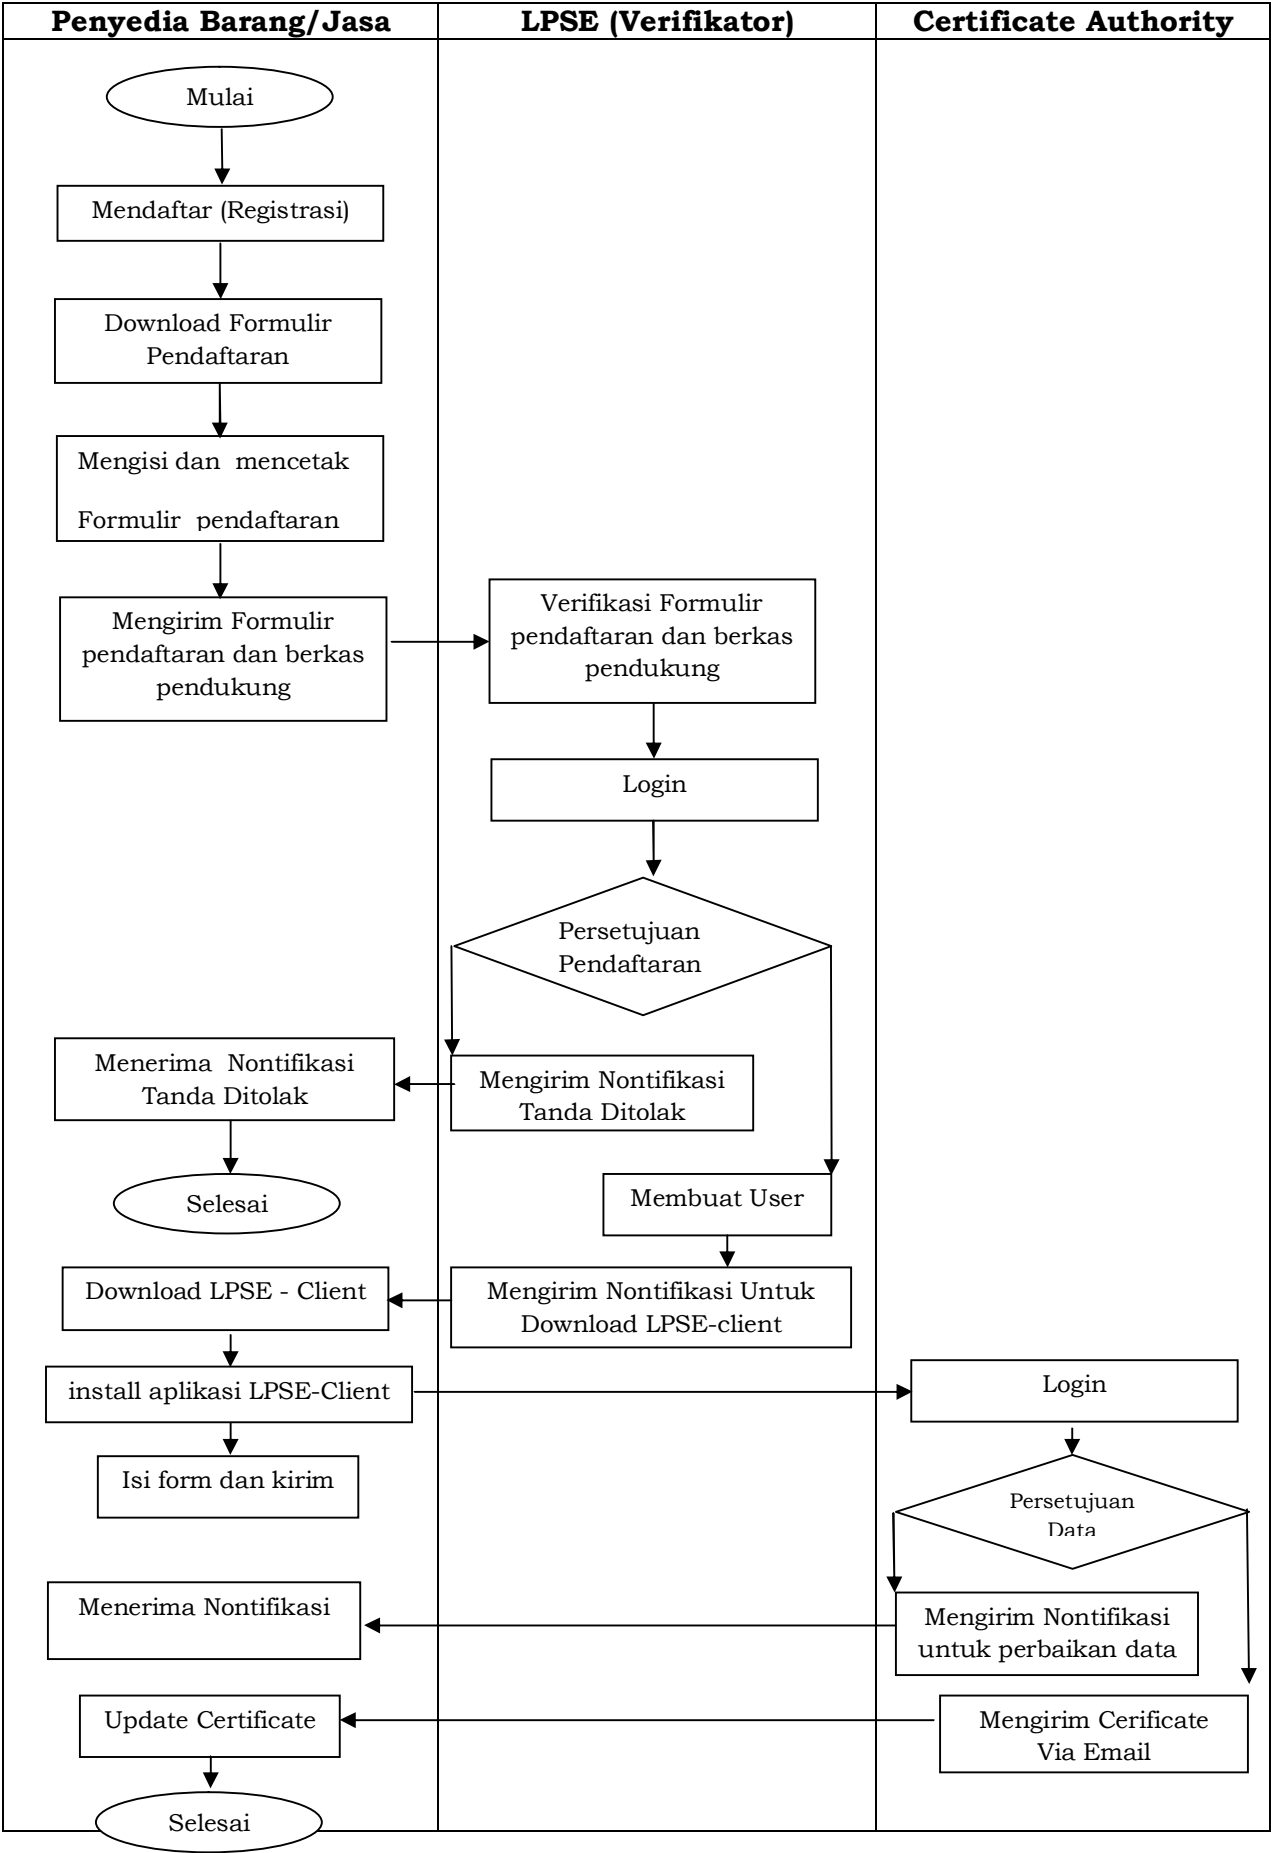 Penyedia Barang/Jasa
LPSE (Verifikator)
Certificate Authority
Mulai
Mendaftar (Registrasi)
Download Formulir
Pendaftaran
Mengisi dan  mencetak
Formulir  pendaftaran
Mengirim Formulir
pendaftaran dan berkas
pendukung
Verifikasi Formulir
pendaftaran dan berkas
pendukung
Login
Persetujuan
Pendaftaran
Mengirim Nontifikasi
Tanda Ditolak
Menerima  Nontifikasi
Tanda Ditolak
Selesai
Membuat User
Mengirim Nontifikasi Untuk
Download LPSE-client
Download LPSE - Client
install aplikasi LPSE-Client
Isi form dan kirim
Login
Persetujuan
Data
Mengirim Nontifikasi
untuk perbaikan data
Menerima Nontifikasi
Mengirim Cerificate
Via Email
Update Certificate
Selesai